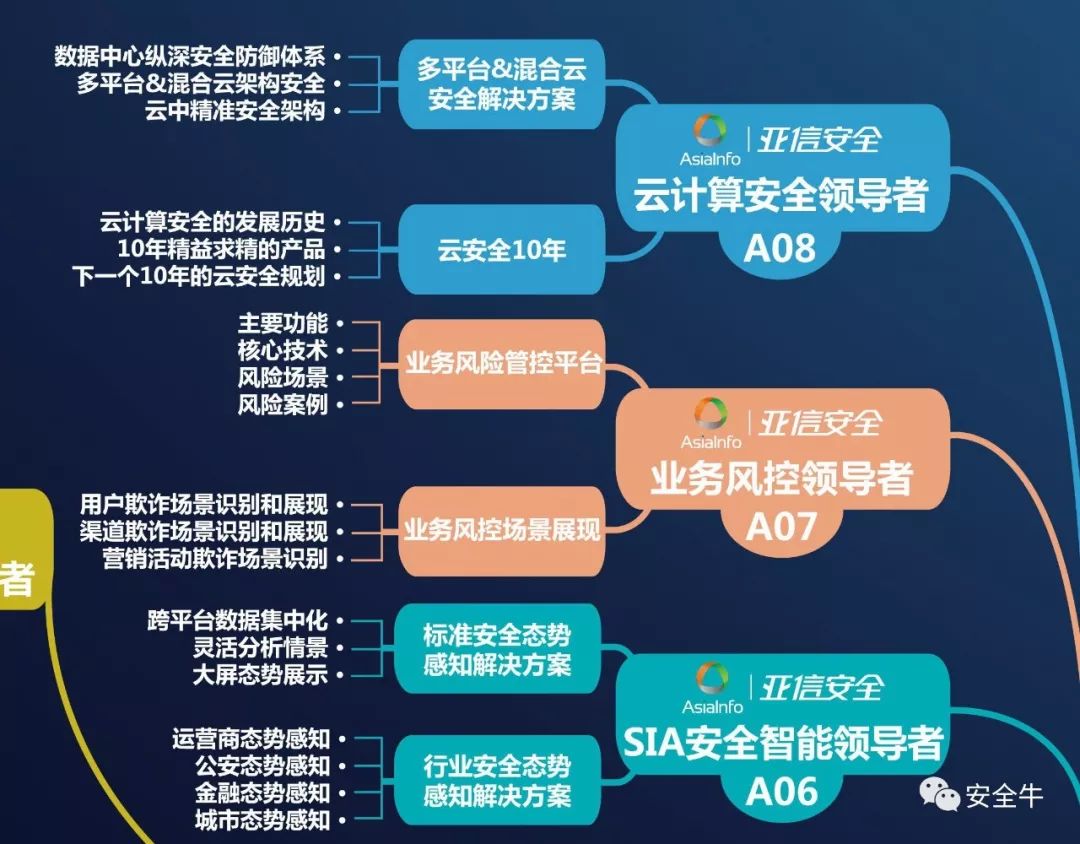 数据中心纵深安全防御体系
多平台&混合云架构安全
云中精准安全架构
多平台&混合云
安全解决方案
AsiaInfo
亚信安全
云计算安全领导者
A08
云计算安全的发展历史
10年精益求精的产品
下一个10年的云安全规划
云安全10年
主要功能
核心技术
风险场景
风险案例
业务风险管控平台
AsiaInfo
亚信安全
业务风控领导者
A07
用户欺诈场景识别和展现
渠道欺诈场景识别和展现
营销活动欺诈场景识别
业务风控场景展现
者
跨平台数据集中化
灵活分析情景
大屏态势展示
标准安全态势
感知解决方案
AsiaInfo
亚信安全
SIA安全智能领导者
A06
运营商态势感知
公安态势感知
金融态势感知
城市态势感知
行业安全态势
感知解决方案
安全牛